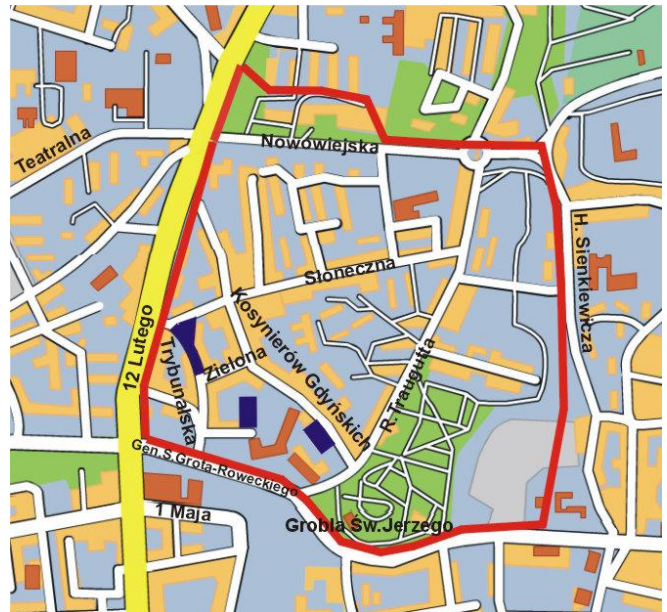 Teatralna
Nowowiejska
H. Sienkiewicza
Słoneczna
12 Lutego
Kosynierów Gdyńskich
Trybunalska
Zielona
R.Traugutta
Gen.S.Grota-Roweckiego
1 Maja
Grobla Św.Jerzego